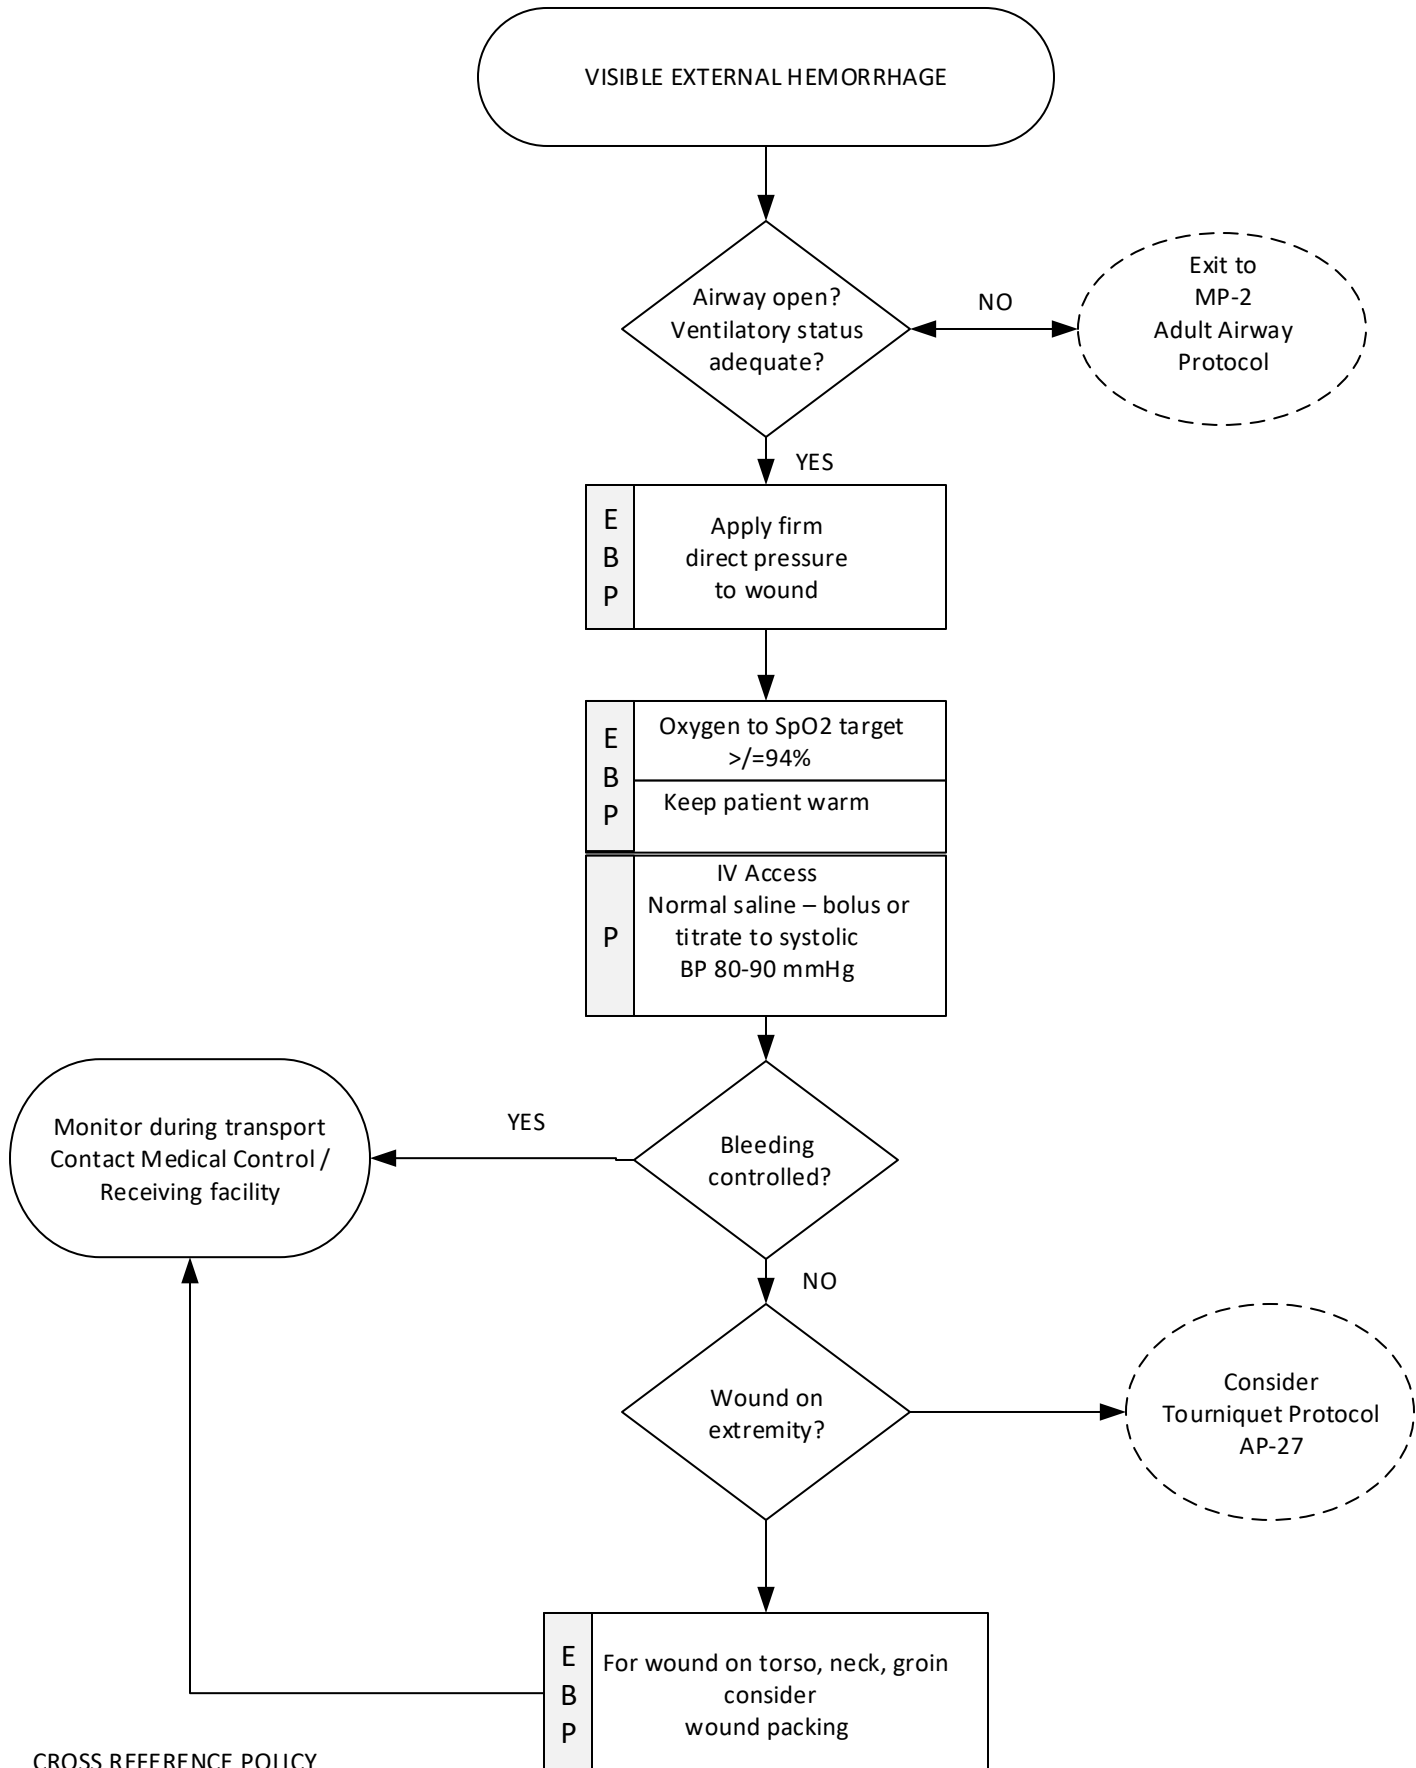 VISIBLE EXTERNAL HEMORRHAGE
Airway open?
Ventilatory status
adequate?
NO
Exit to
MP-2
Adult Airway
Protocol
YES
E
B
P
Apply firm
direct pressure
to wound
E
B
P
Oxygen to SpO2 target
>/=94%
Keep patient warm
P
IV Access
Normal saline – bolus or
titrate to systolic
BP 80-90 mmHg
Bleeding
controlled?
YES
Monitor during transport
Contact Medical Control /
Receiving facility
NO
Wound on
extremity?
Consider
Tourniquet Protocol
AP-27
E
B
P
For wound on torso, neck, groin
consider
wound packing
CROSS REFERENCE POLICY